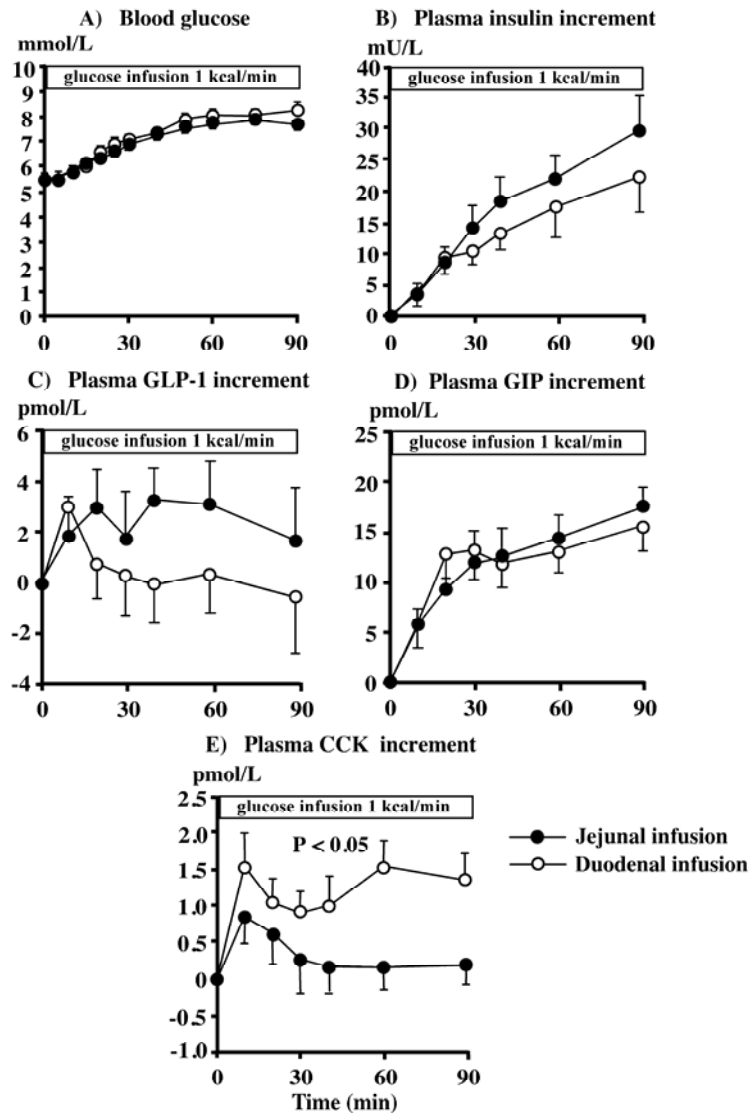 A) Blood glucose
mmol/L
glucose infusion 1 kcal/min
10
9
8
7
6
5
4
3
2
1
0
0 30 60 90
B) Plasma insulin increment
mU/L
glucose infusion 1 kcal/min
40
35
30
25
20
15
10
5
0
0 30 60 90
C) Plasma GLP-1 increment
pmol/L
glucose infusion 1 kcal/min
6
4
2
0
-2
-4
0 30 60 90
D) Plasma GIP increment
pmol/L
glucose infusion 1 kcal/min
25
20
15
10
5
0
0 30 60 90
E) Plasma CCK increment
pmol/L
glucose infusion 1 kcal/min
P < 0.05
2.5
2.0
1.5
1.0
0.5
0
-0.5
-1.0
0 30 60 90
Time (min)
Jejunal infusion
Duodenal infusion